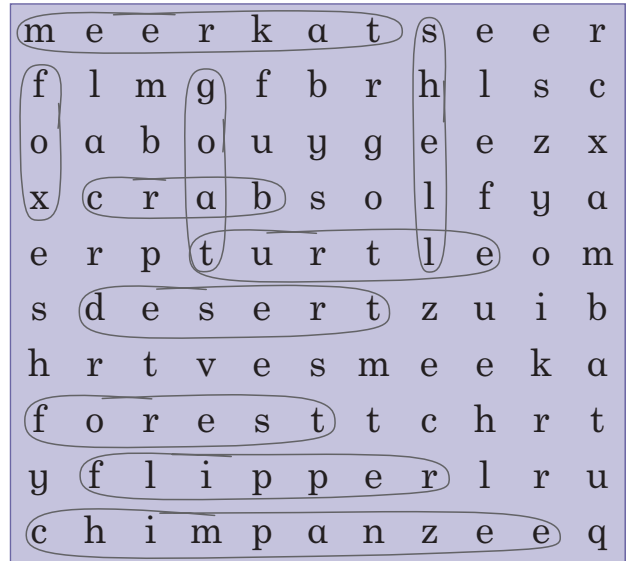 m e e r k a t s e e r
f l m g f b r h l s c
o a b o u y g e e z x
x c r a b s o l f y a
e r p t u r t l e o m
s d e s e r t z u i b
h r t v e s m e e k a
f o r e s t t c h r t
y f l i p p e r l r u
c h i m p a n z e e q